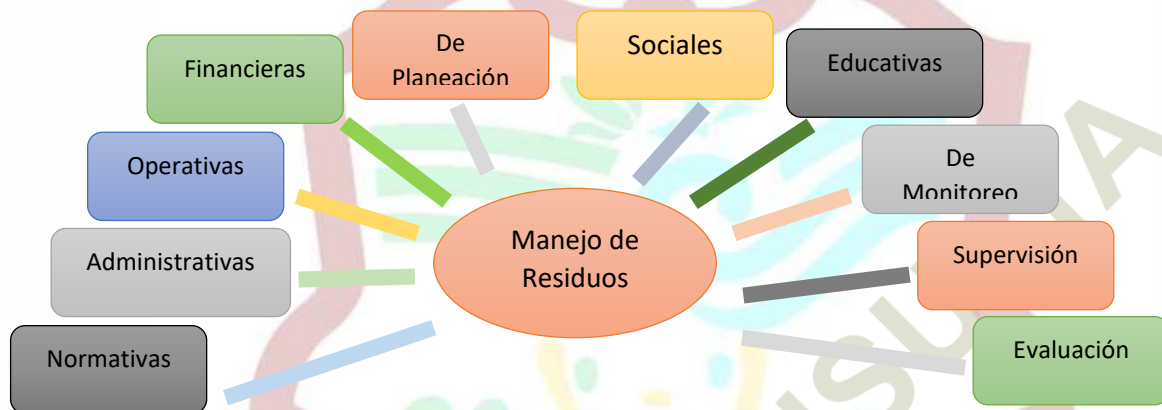 Normativas
Administrativas
Operativas
Financieras
De
Planeación
Sociales
Educativas
De
Monitoreo
Supervisión
Evaluación
Manejo de
Residuos